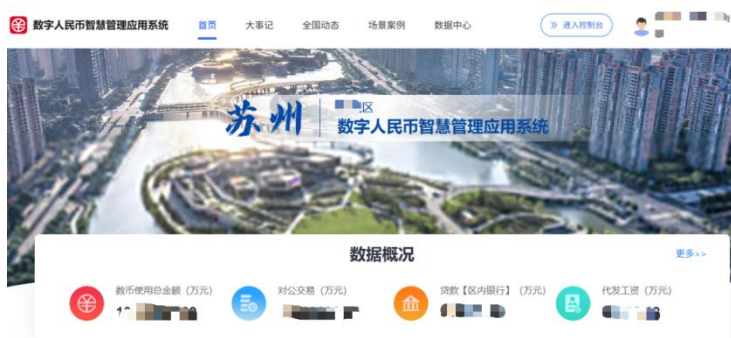 数字人民币智慧管理应用系统 首页 大事记 全国动态 场景案例 数据中心 》 进入控制台
苏州
区
数字人民币智慧管理应用系统
数据概况
更多>>
数币使用总金额（万元） 对公交易（万元） 贷款【区内银行】（万元） 代发工资（万元）